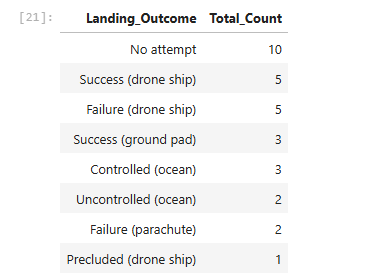 [21]: Landing_Outcome Total_Count
No attempt 10
Success (drone ship) 5
Failure (drone ship) 5
Success (ground pad) 3
Controlled (ocean) 3
Uncontrolled (ocean) 2
Failure (parachute) 2
Precluded (drone ship) 1